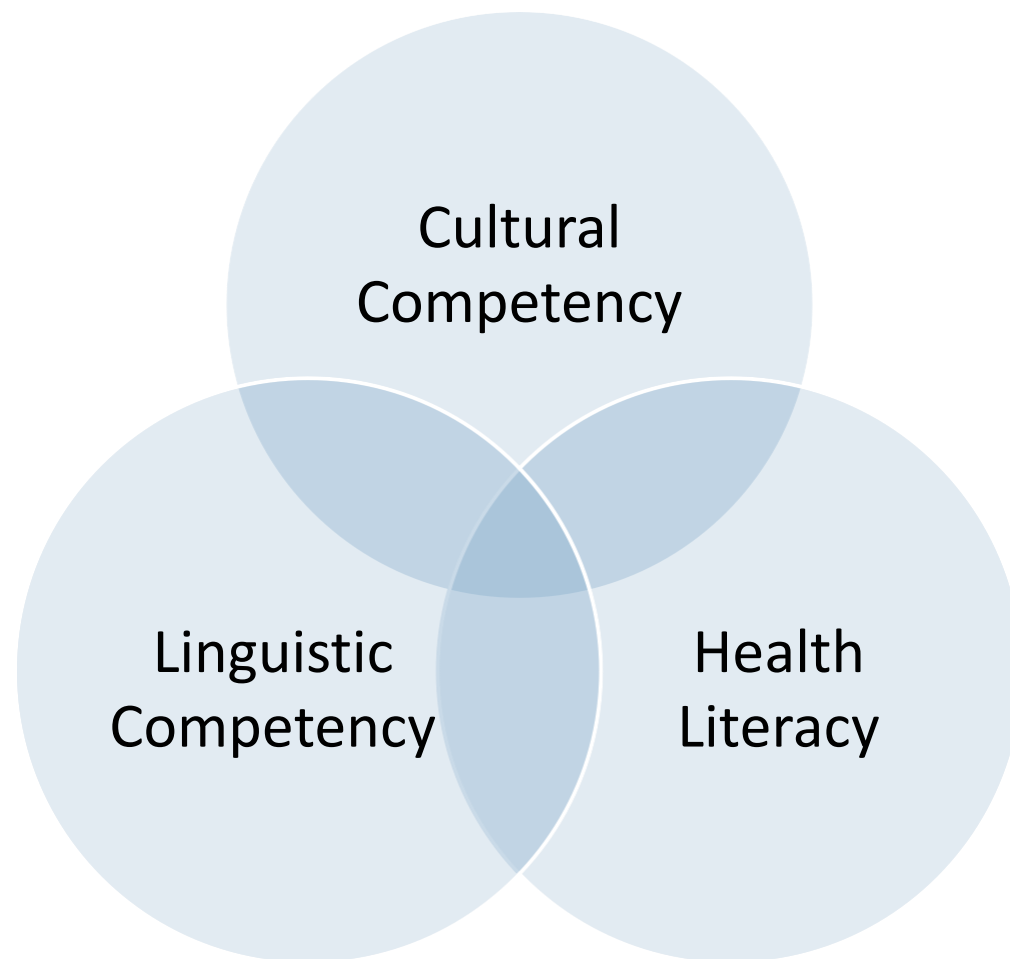 Cultural
Competency
Linguistic
Competency
Health
Literacy